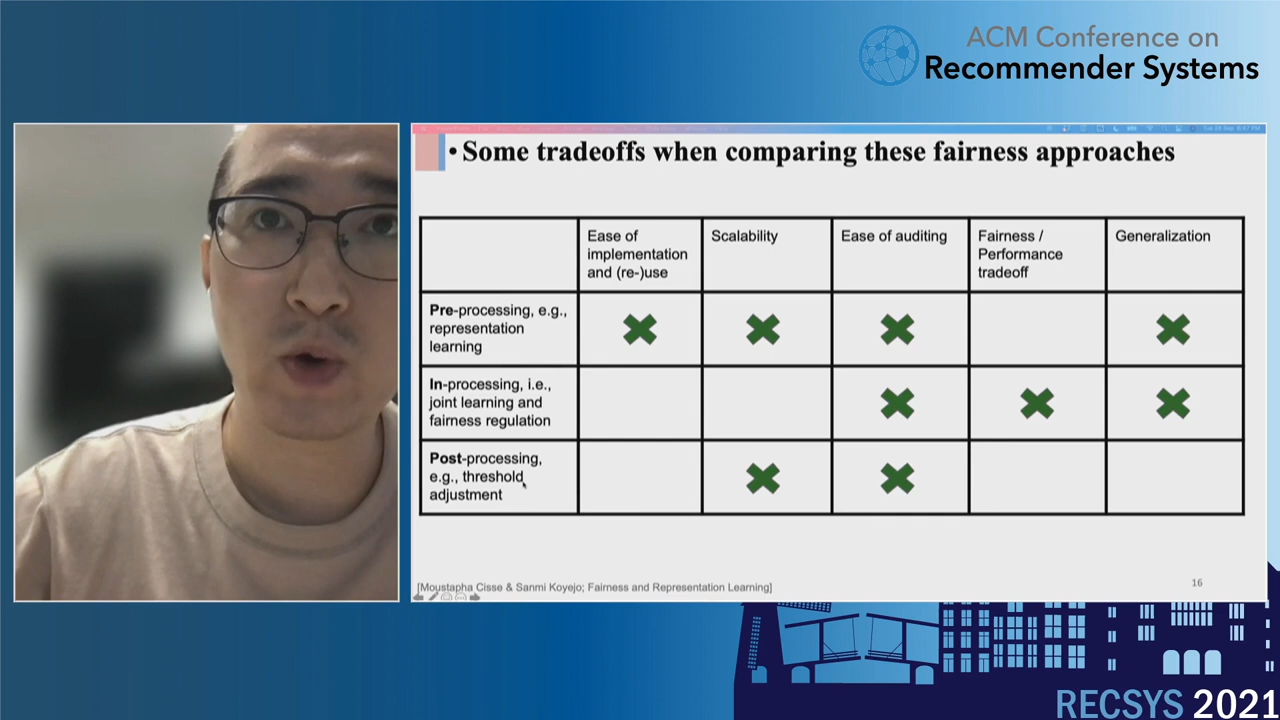 ACM Conference on
Recommender Systems
• Some tradeoffs when comparing these fairness approaches
Ease of
implementation
and (re-)use
Scalability
Ease of auditing
Fairness /
Performance
tradeoff
Generalization
Pre-processing, e.g.,
representation
learning
In-processing, i.e.,
joint learning and
fairness regulation
Post-processing,
e.g., threshold
adjustment
[Moustapha Cisse & Sanmi Koyejo; Fairness and Representation Learning]
16
RECSYS 2021